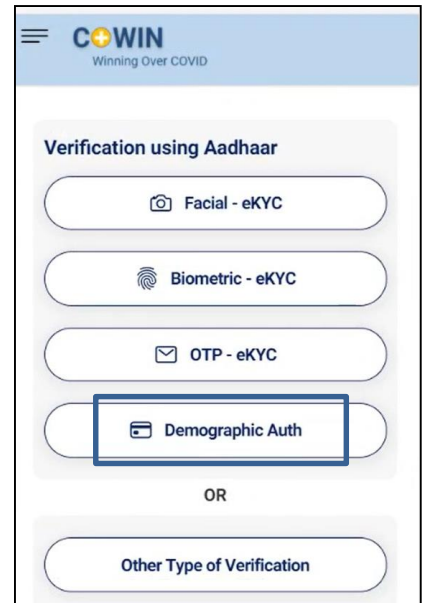 COWIN
Winning Over COVID
Verification using Aadhaar
Facial - eKYC
Biometric - eKYC
OTP - eKYC
Demographic Auth
OR
Other Type of Verification